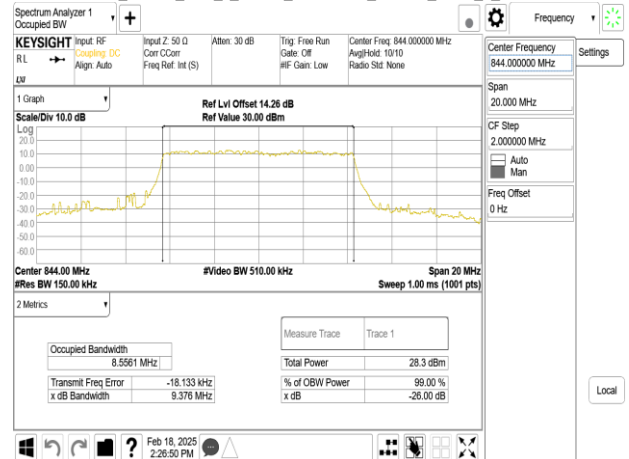 Spectrum Analyzer 1
Occupied BW
Frequency
KEYSIGHT
RL
Input: RF
Coupling: DC
Align: Auto
Input Z: 50 Ω
Corr CCorr
Freq Ref: Int (S)
Atten: 30 dB
Trig: Free Run
Gate: Off
#IF Gain: Low
Center Freq: 844.000000 MHz
Avg|Hold: 10/10
Radio Std: None
LXI
1 Graph
Scale/Div 10.0 dB
Ref Lvl Offset 14.26 dB
Ref Value 30.00 dBm
Log
20.0
10.0
0.00
-10.0
-20.0
-30.0
-40.0
-50.0
-60.0
Center 844.00 MHz
#Video BW 510.00 kHz
Span 20 MHz
#Res BW 150.00 kHz
Sweep 1.00 ms (1001 pts)
2 Metrics
Measure Trace Trace 1
Occupied Bandwidth
8.5561 MHz
Total Power 28.3 dBm
Transmit Freq Error -18.133 kHz
% of OBW Power 99.00 %
x dB Bandwidth 9.376 MHz
x dB -26.00 dB
Feb 18, 2025
2:26:50 PM
Center Frequency
844.000000 MHz
Span
20.000 MHz
CF Step
2.000000 MHz
Auto
Man
Freq Offset
0 Hz
Settings
Local